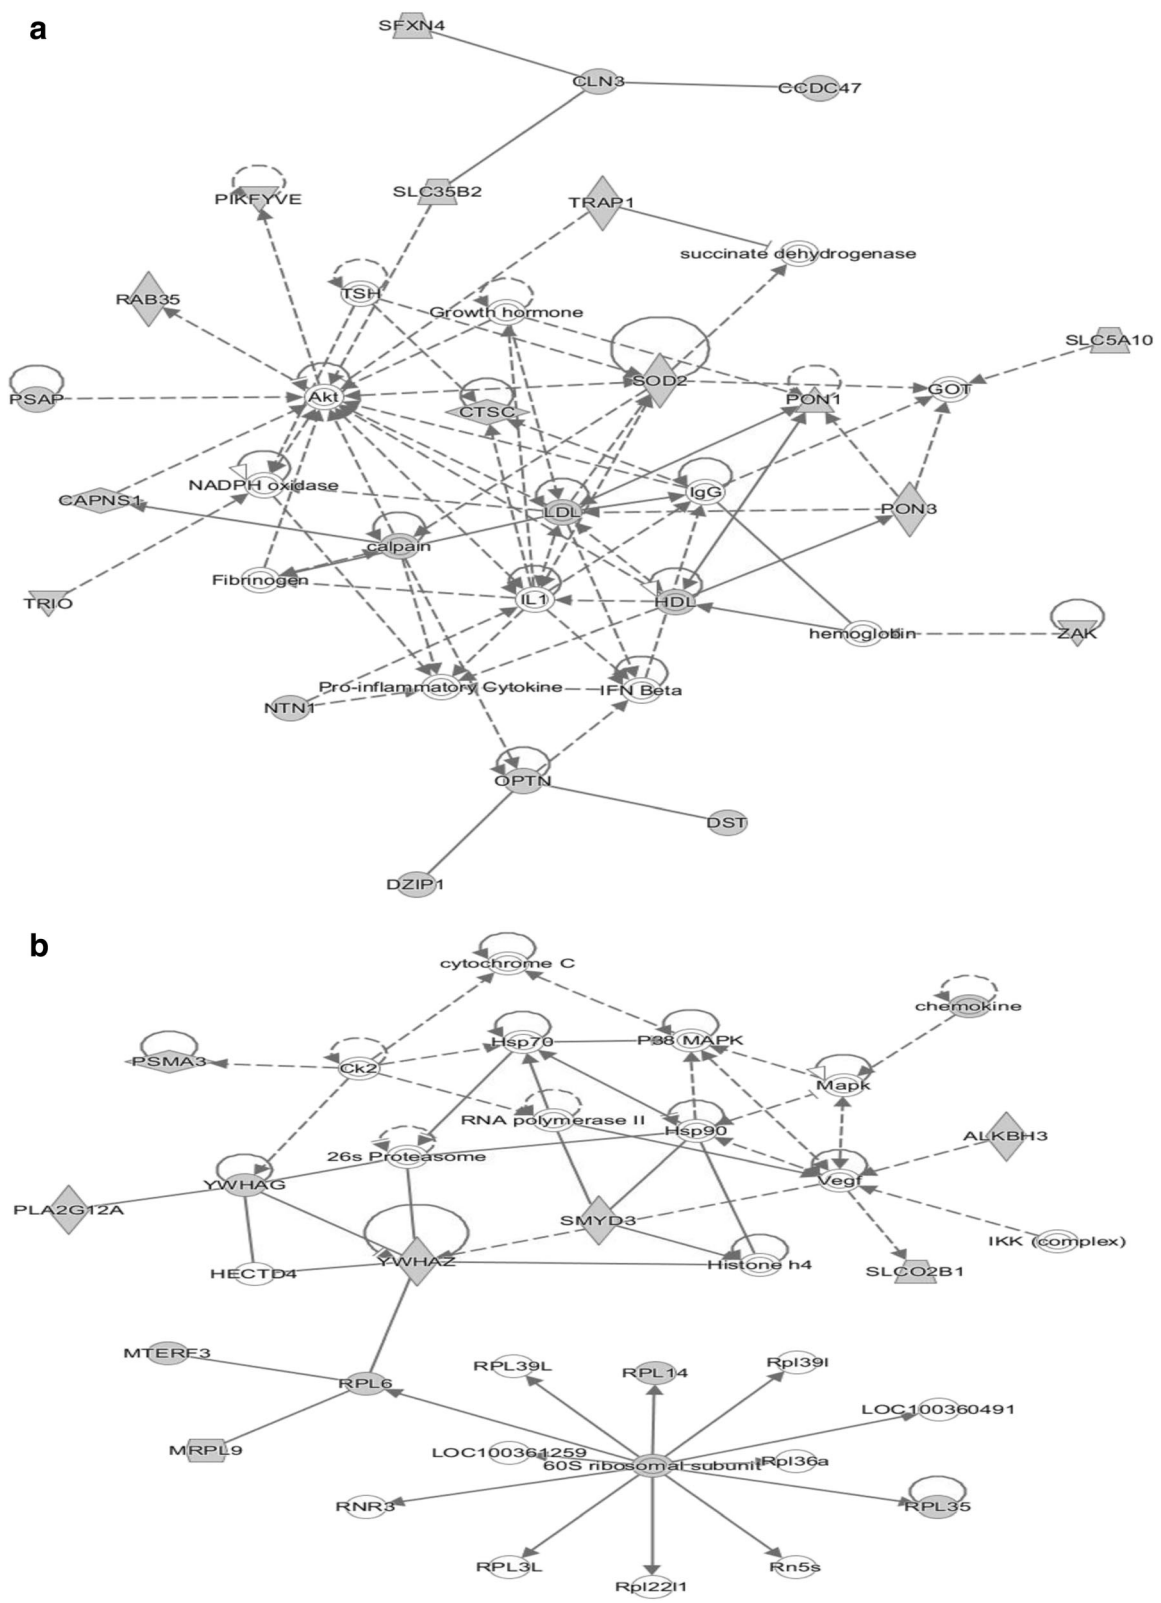 a
SFXN4
CLN3
CCDC47
PIKFYVE
SLC35B2
TRAP1
succinate dehydrogenase
RAB35
TSH
Growth hormone
SLC5A10
PSAP
Akt
CTSC
SOD2
PON1
GOT
NADPH oxidase
CAPNS1
LDL
IgG
PON3
calpain
Fibrinogen
TRIO
IL1
HDL
hemoglobin
ZAK
Pro-inflammatory Cytokine
IFN Beta
NTN1
OPTN
DST
DZIP1
b
cytochrome C
chemokine
PSMA3
Ck2
Hsp70
P38 MAPK
Mapk
RNA polymerase II
Hsp90
ALKBH3
26s Proteasome
YWHAG
Vegf
PLA2G12A
SMYD3
IKK (complex)
HECTD4
YWHAZ
Histone h4
SLCO2B1
MTERF3
RPL6
RPL39L
RPL14
Rpl39l
LOC100360491
MRPL9
LOC100361259
60S ribosomal subunit
Rpl36a
RNR3
RPL35
RPL3L
Rpl22l1
Rn5s